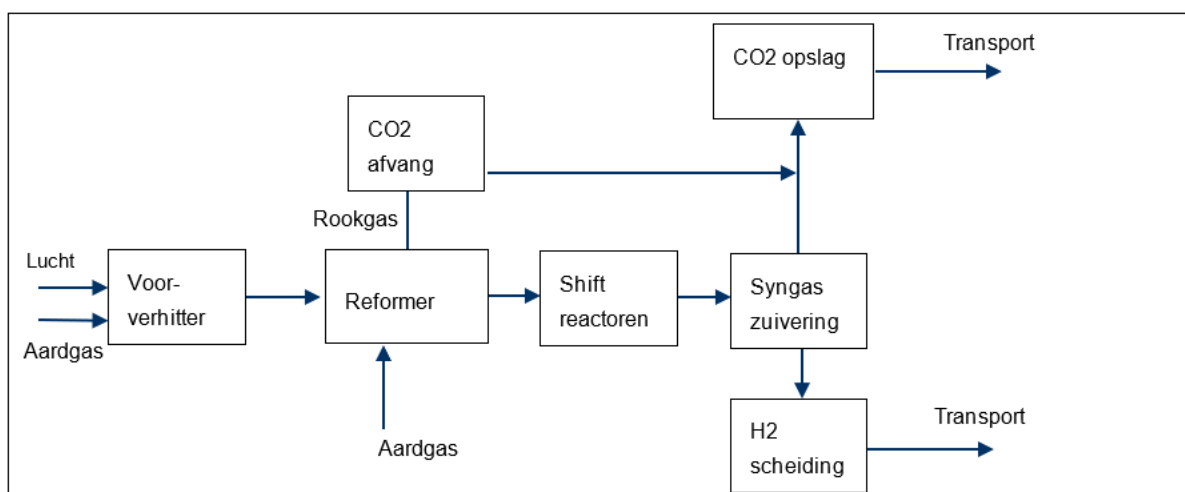 CO2 opslag
Transport
CO2
afvang
Rookgas
Lucht
Aardgas
Voor-
verhitter
Reformer
Aardgas
Shift
reactoren
Syngas
zuivering
H2
scheiding
Transport